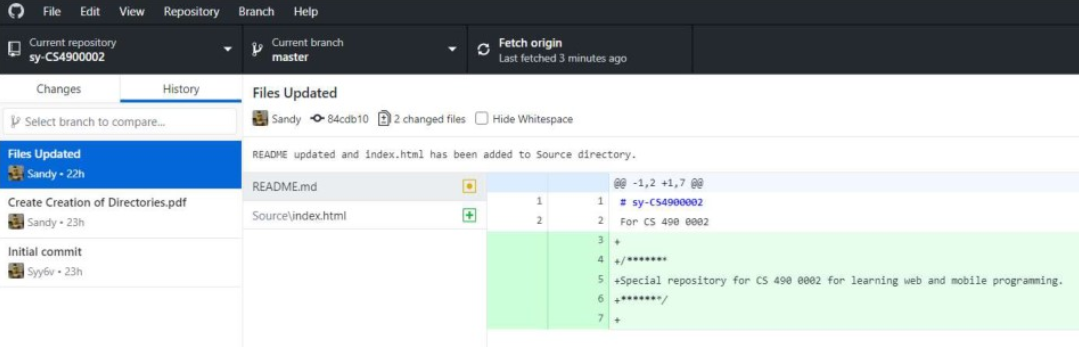 File Edit View Repository Branch Help
Current repository
sy-CS4900002
Current branch
master
Fetch origin
Last fetched 3 minutes ago
Changes History
Select branch to compare...
Files Updated
Sandy • 22h
Create Creation of Directories.pdf
Sandy • 23h
Initial commit
Syy6v • 23h
Files Updated
Sandy 84cdb10 2 changed files Hide Whitespace
README updated and index.html has been added to Source directory.
README.md
Source\index.html
@@ -1,2 +1,7 @@
1 1 # sy-CS4900002
2 2 For CS 490 0002
3 +
4 +/*******
5 +Special repository for CS 490 0002 for learning web and mobile programming.
6 +*******/
7 +